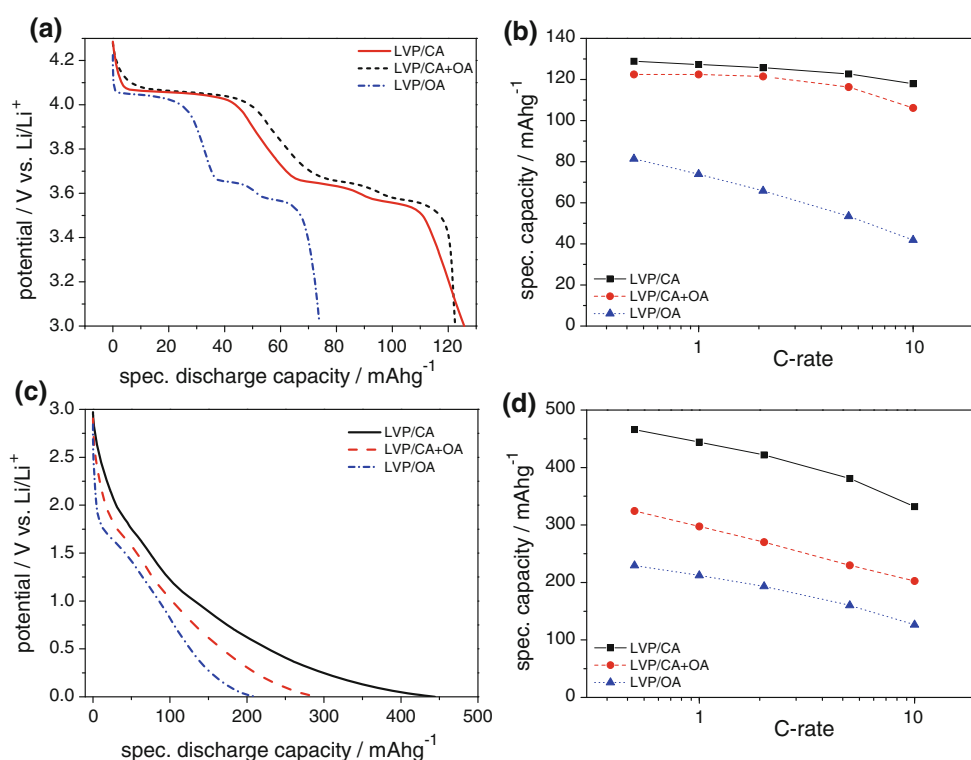 (a)
LVP/CA
LVP/CA+OA
LVP/OA
4.2
4.0
3.8
3.6
3.4
3.2
3.0
potential / V vs. Li/Li⁺
0 20 40 60 80 100 120
spec. discharge capacity / mAhg⁻¹
(b)
140
120
100
80
60
40
20
0
spec. capacity / mAhg⁻¹
LVP/CA
LVP/CA+OA
LVP/OA
1 10
C-rate
(c)
3.0
2.5
2.0
1.5
1.0
0.5
0.0
potential / V vs. Li/Li⁺
LVP/CA
LVP/CA+OA
LVP/OA
0 100 200 300 400 500
spec. discharge capacity / mAhg⁻¹
(d)
500
400
300
200
100
0
spec. capacity / mAhg⁻¹
LVP/CA
LVP/CA+OA
LVP/OA
1 10
C-rate